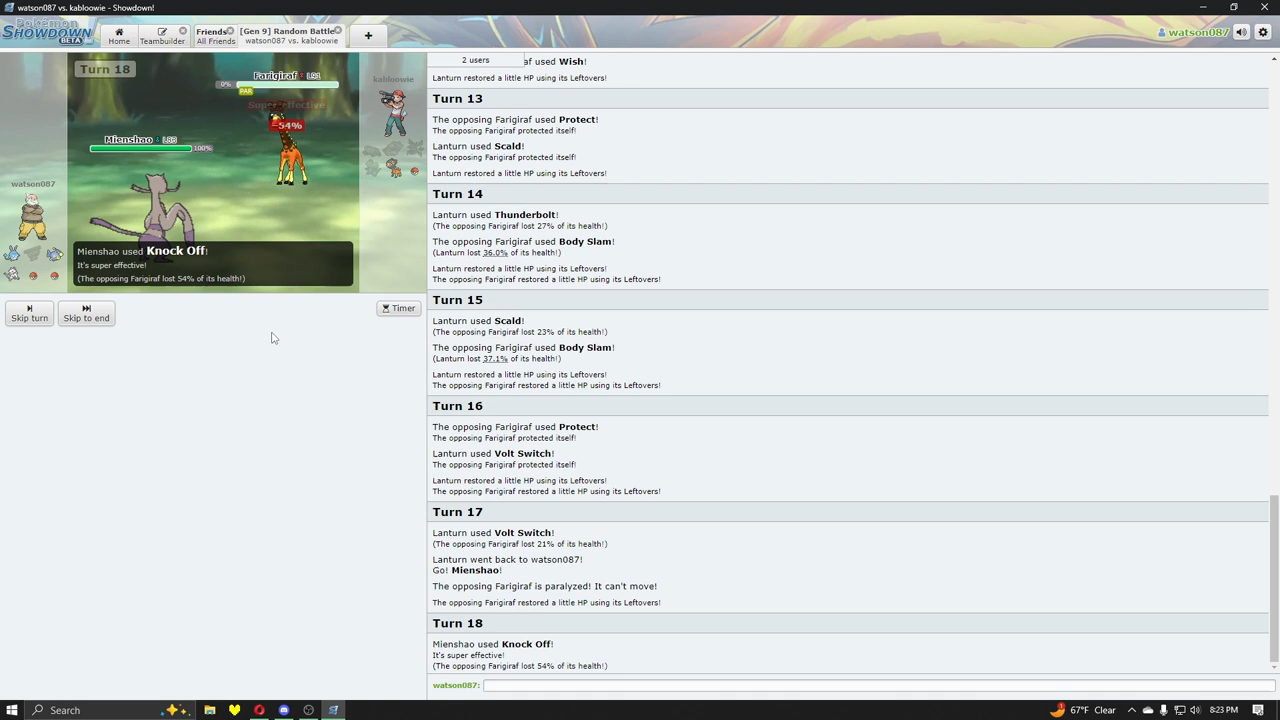 watson087 vs. kabloowie - Showdown!
Pokémon
SHOWDOWN
BETA
Home
Teambuilder
Friends
All Friends
[Gen 9] Random Battle
watson087 vs. kabloowie
+
watson087
Turn 18
Farigiraf
0%
PAR
Super effective
-54%
Mienshao
100%
kabloowie
watson087
Mienshao used Knock Off!
It's super effective!
(The opposing Farigiraf lost 54% of its health!)
Skip turn
Skip to end
Timer
2 users
af used Wish!
Lanturn restored a little HP using its Leftovers!
Turn 13
The opposing Farigiraf used Protect!
The opposing Farigiraf protected itself!
Lanturn used Scald!
The opposing Farigiraf protected itself!
Lanturn restored a little HP using its Leftovers!
Turn 14
Lanturn used Thunderbolt!
(The opposing Farigiraf lost 27% of its health!)
The opposing Farigiraf used Body Slam!
(Lanturn lost 36.0% of its health!)
Lanturn restored a little HP using its Leftovers!
The opposing Farigiraf restored a little HP using its Leftovers!
Turn 15
Lanturn used Scald!
(The opposing Farigiraf lost 23% of its health!)
The opposing Farigiraf used Body Slam!
(Lanturn lost 37.1% of its health!)
Lanturn restored a little HP using its Leftovers!
The opposing Farigiraf restored a little HP using its Leftovers!
Turn 16
The opposing Farigiraf used Protect!
The opposing Farigiraf protected itself!
Lanturn used Volt Switch!
The opposing Farigiraf protected itself!
Lanturn restored a little HP using its Leftovers!
The opposing Farigiraf restored a little HP using its Leftovers!
Turn 17
Lanturn used Volt Switch!
(The opposing Farigiraf lost 21% of its health!)
Lanturn went back to watson087!
Go! Mienshao!
The opposing Farigiraf is paralyzed! It can't move!
The opposing Farigiraf restored a little HP using its Leftovers!
Turn 18
Mienshao used Knock Off!
It's super effective!
(The opposing Farigiraf lost 54% of its health!)
watson087:
Search
67°F Clear
8:23 PM